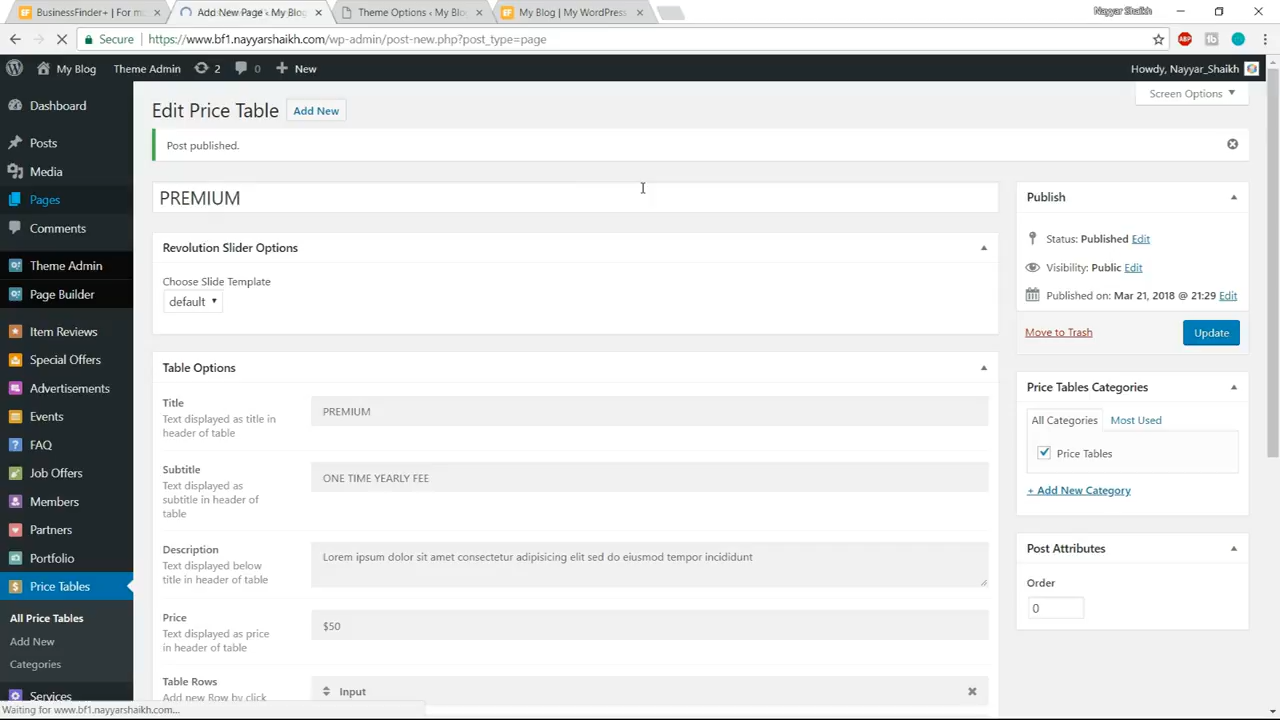 BusinessFinder+ | For m
Add New Page ‹ My Blog
Theme Options ‹ My Blo
My Blog | My WordPress
Nayyar Shaikh
Secure
https://www.bf1.nayyarshaikh.com/wp-admin/post-new.php?post_type=page
My Blog
Theme Admin
2
0
New
Howdy, Nayyar_Shaikh
Dashboard
Posts
Media
Pages
Comments
Theme Admin
Page Builder
Item Reviews
Special Offers
Advertisements
Events
FAQ
Job Offers
Members
Partners
Portfolio
Price Tables
All Price Tables
Add New
Categories
Services
Waiting for www.bf1.nayyarshaikh.com...
Screen Options
Edit Price Table
Add New
Post published.
PREMIUM
Revolution Slider Options
Choose Slide Template
default
Table Options
Title
Text displayed as title in
header of table
PREMIUM
Subtitle
Text displayed as
subtitle in header of
table
ONE TIME YEARLY FEE
Description
Text displayed below
title in header of table
Lorem ipsum dolor sit amet consectetur adipisicing elit sed do eiusmod tempor incididunt
Price
Text displayed as price
in header of table
$50
Table Rows
Add new Row by click
Input
Publish
Status: Published Edit
Visibility: Public Edit
Published on: Mar 21, 2018 @ 21:29 Edit
Move to Trash
Update
Price Tables Categories
All Categories
Most Used
Price Tables
+ Add New Category
Post Attributes
Order
0